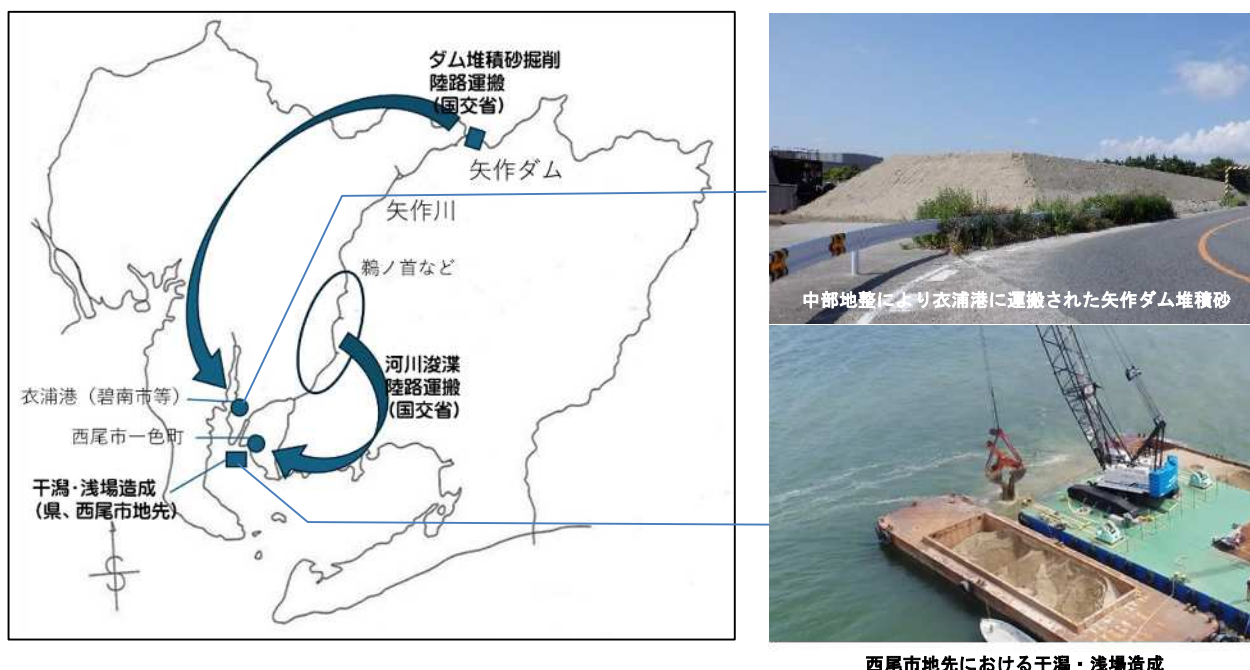 ダム堆積砂掘削
陸路運搬
(国交省)
矢作ダム
矢作川
鵜ノ首など
河川浚渫
陸路運搬
(国交省)
衣浦港（碧南市等）
西尾市一色町
干潟・浅場造成
(県、西尾市地先)
中部地整により衣浦港に運搬された矢作ダム堆積砂
西尾市地先における干潟・浅場造成